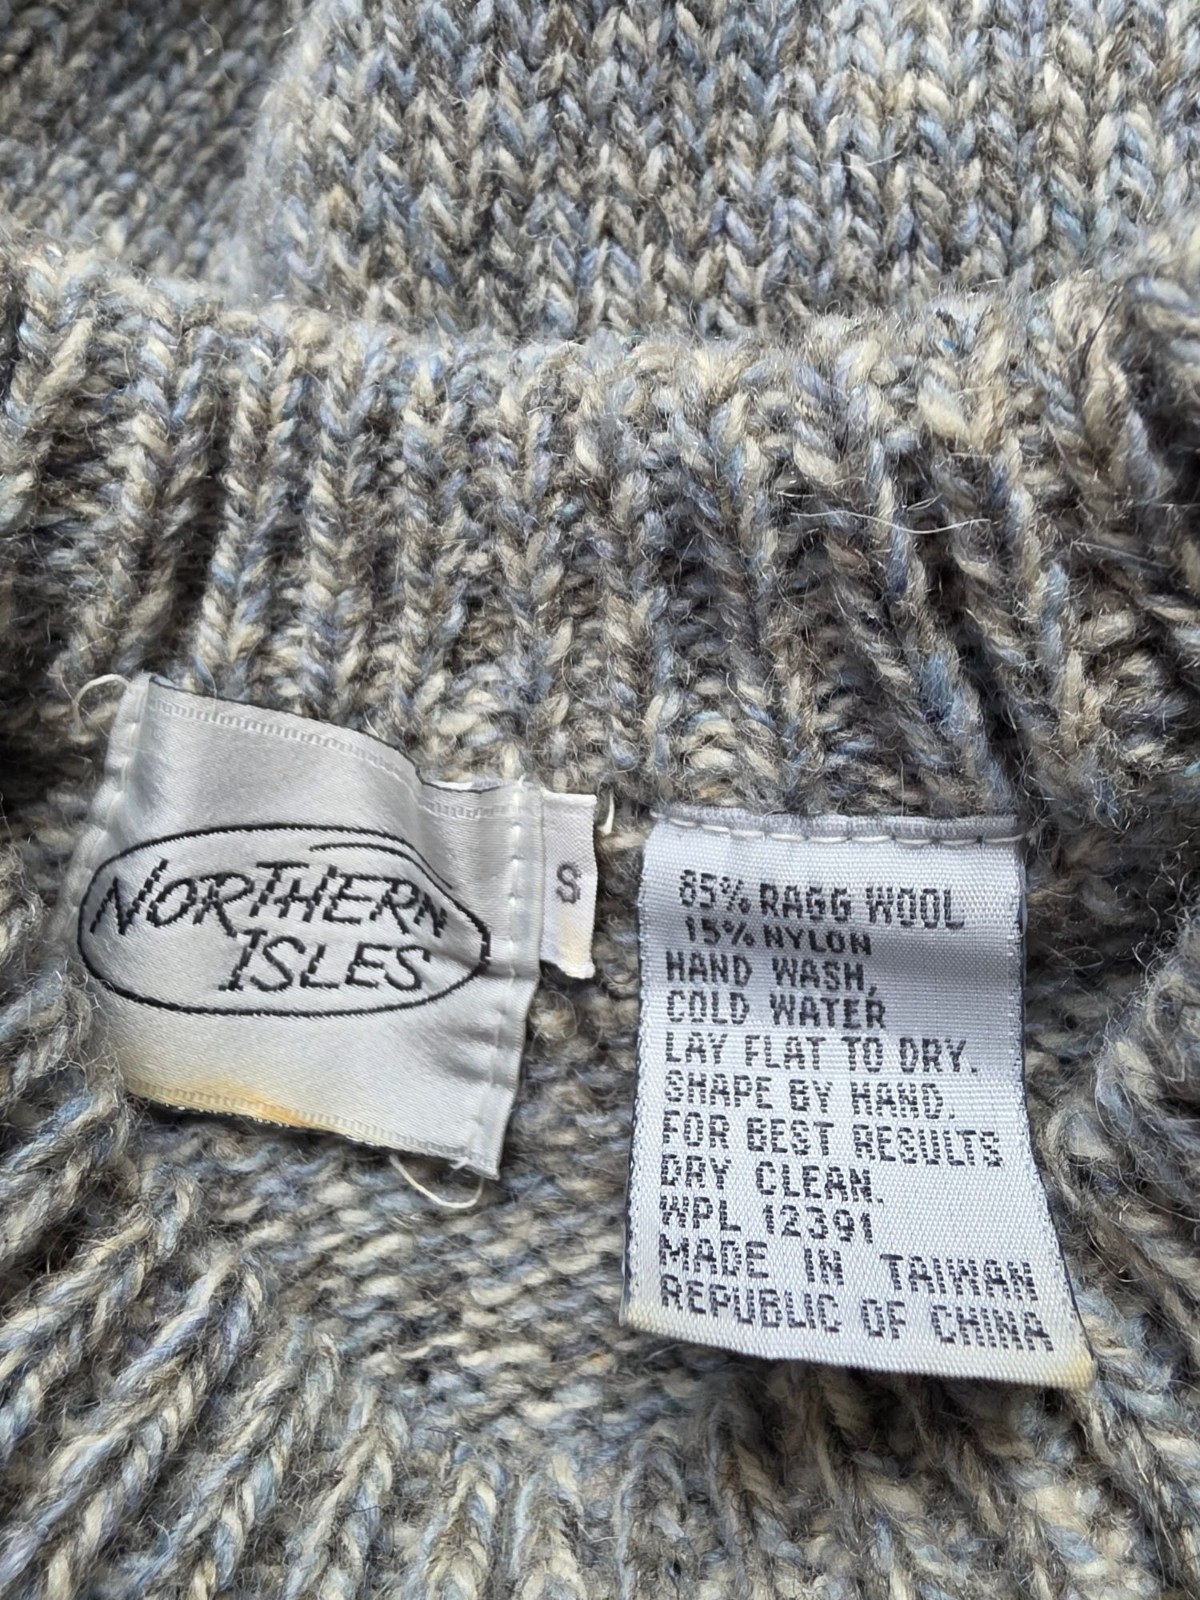 NORTHERN
ISLES
S
85% RAGG WOOL
15% NYLON
HAND WASH,
COLD WATER
LAY FLAT TO DRY.
SHAPE BY HAND.
FOR BEST RESULTS
DRY CLEAN.
WPL 12391
MADE IN TAIWAN
REPUBLIC OF CHINA